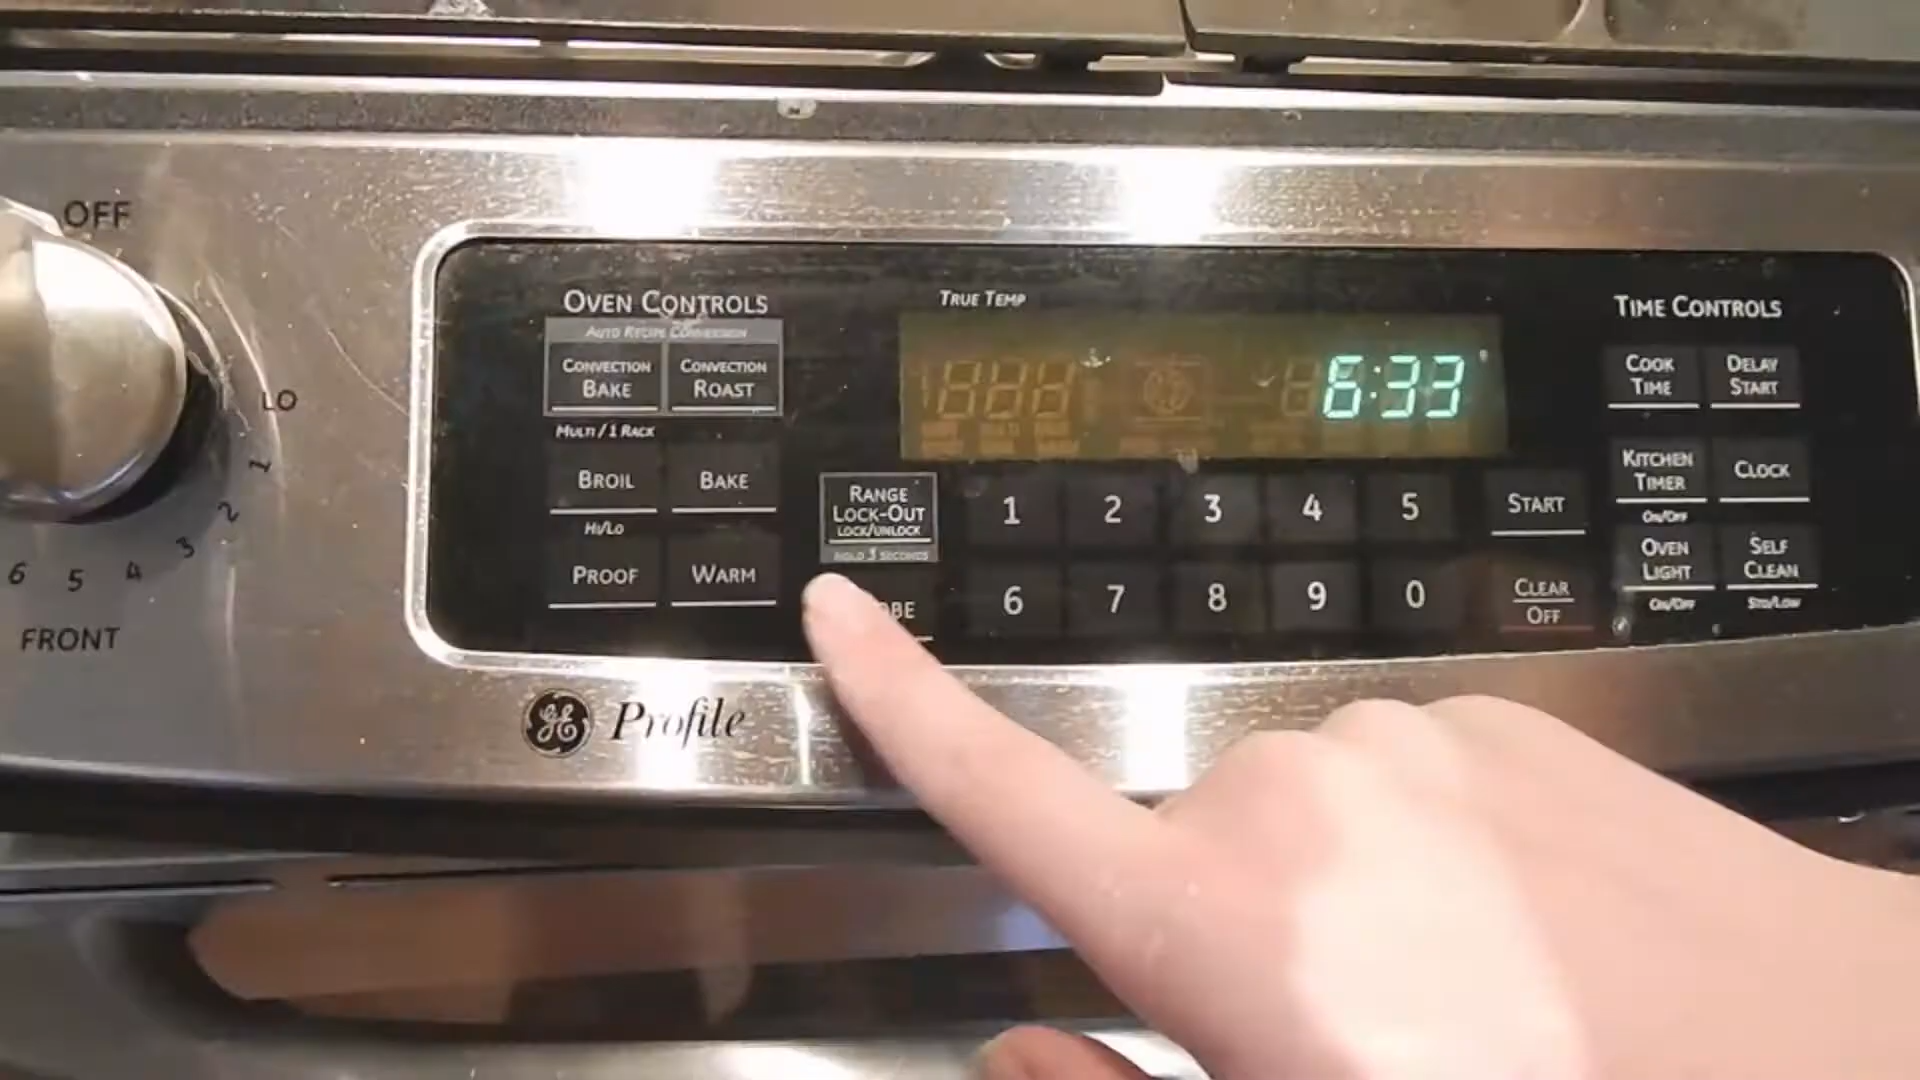 OFF
LO
1
2
3
4
5
6
FRONT
OVEN CONTROLS
AUTO RECIPE CONVERSION
CONVECTION
BAKE
CONVECTION
ROAST
MULTI / 1 RACK
BROIL
BAKE
HI/LO
PROOF
WARM
RANGE
LOCK-OUT
LOCK/UNLOCK
HOLD 3 SECONDS
TRUE TEMP
6:33
1 2 3 4 5
6 7 8 9 0
START
CLEAR
OFF
TIME CONTROLS
COOK
TIME
DELAY
START
KITCHEN
TIMER
ON/OFF
CLOCK
OVEN
LIGHT
ON/OFF
SELF
CLEAN
STD/LOW
GE Profile